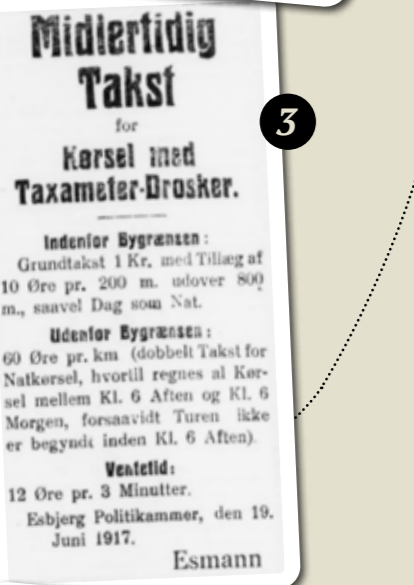 Midlertidig
Takst
for
Kørsel med
Taxameter-Drosker.
Indenfor Bygrænsen:
Grundtakst 1 Kr. med Tillæg af
10 Øre pr. 200 m. udover 800
m., saavel Dag som Nat.
Udenfor Bygrænsen:
60 Øre pr. km (dobbelt Takst for
Natkørsel, hvortil regnes al Kør-
sel mellem Kl. 6 Aften og Kl. 6
Morgen, forsaavidt Turen ikke
er begyndt inden Kl. 6 Aften).
Ventetid:
12 Øre pr. 3 Minutter.
Esbjerg Politikammer, den 19.
Juni 1917.
Esmann
3